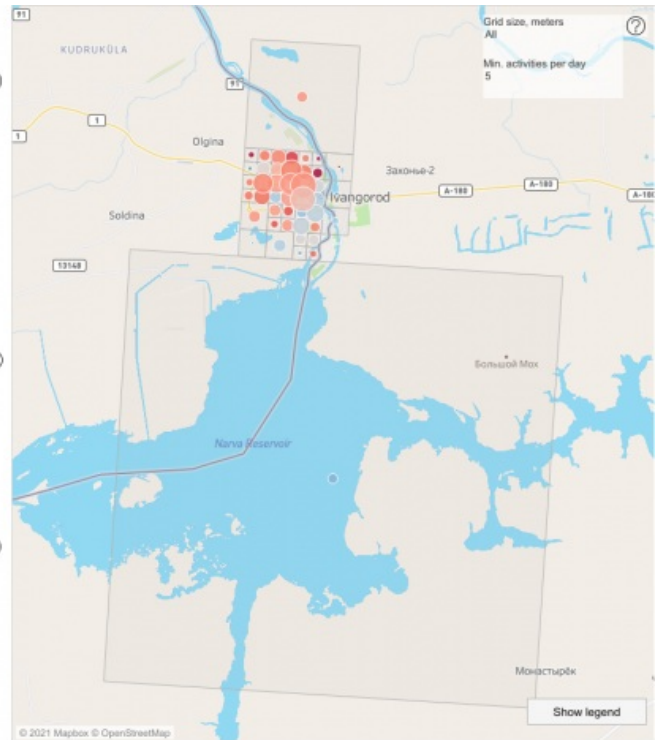 91
KUDRUKÜLA
Grid size, meters
All
?
Min. activities per day
5
91
1
1
Olgina
Захонье-2
A-180
A-180
A-180
Ivangorod
Soldina
13148
Большой Мох
Narva Reservoir
Монастырёк
Show legend
© 2021 Mapbox © OpenStreetMap